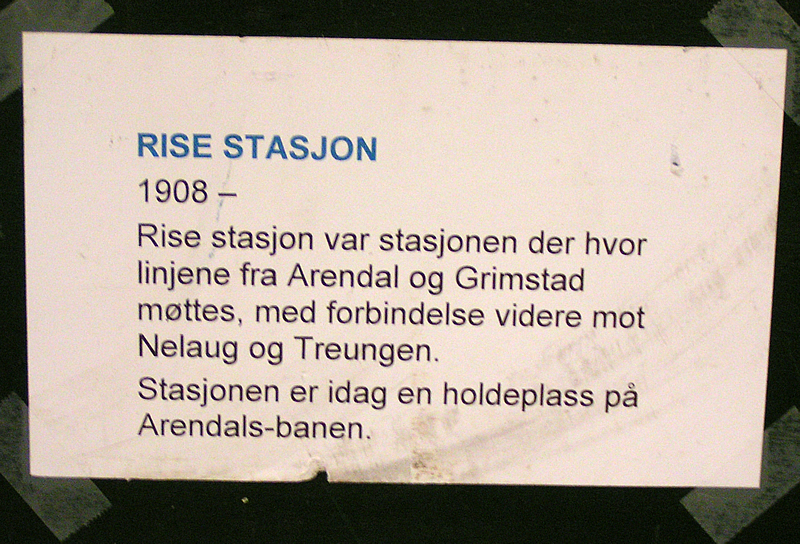 RISE STASJON
1908 –
Rise stasjon var stasjonen der hvor
linjene fra Arendal og Grimstad
møttes, med forbindelse videre mot
Nelaug og Treungen.
Stasjonen er idag en holdeplass på
Arendals-banen.